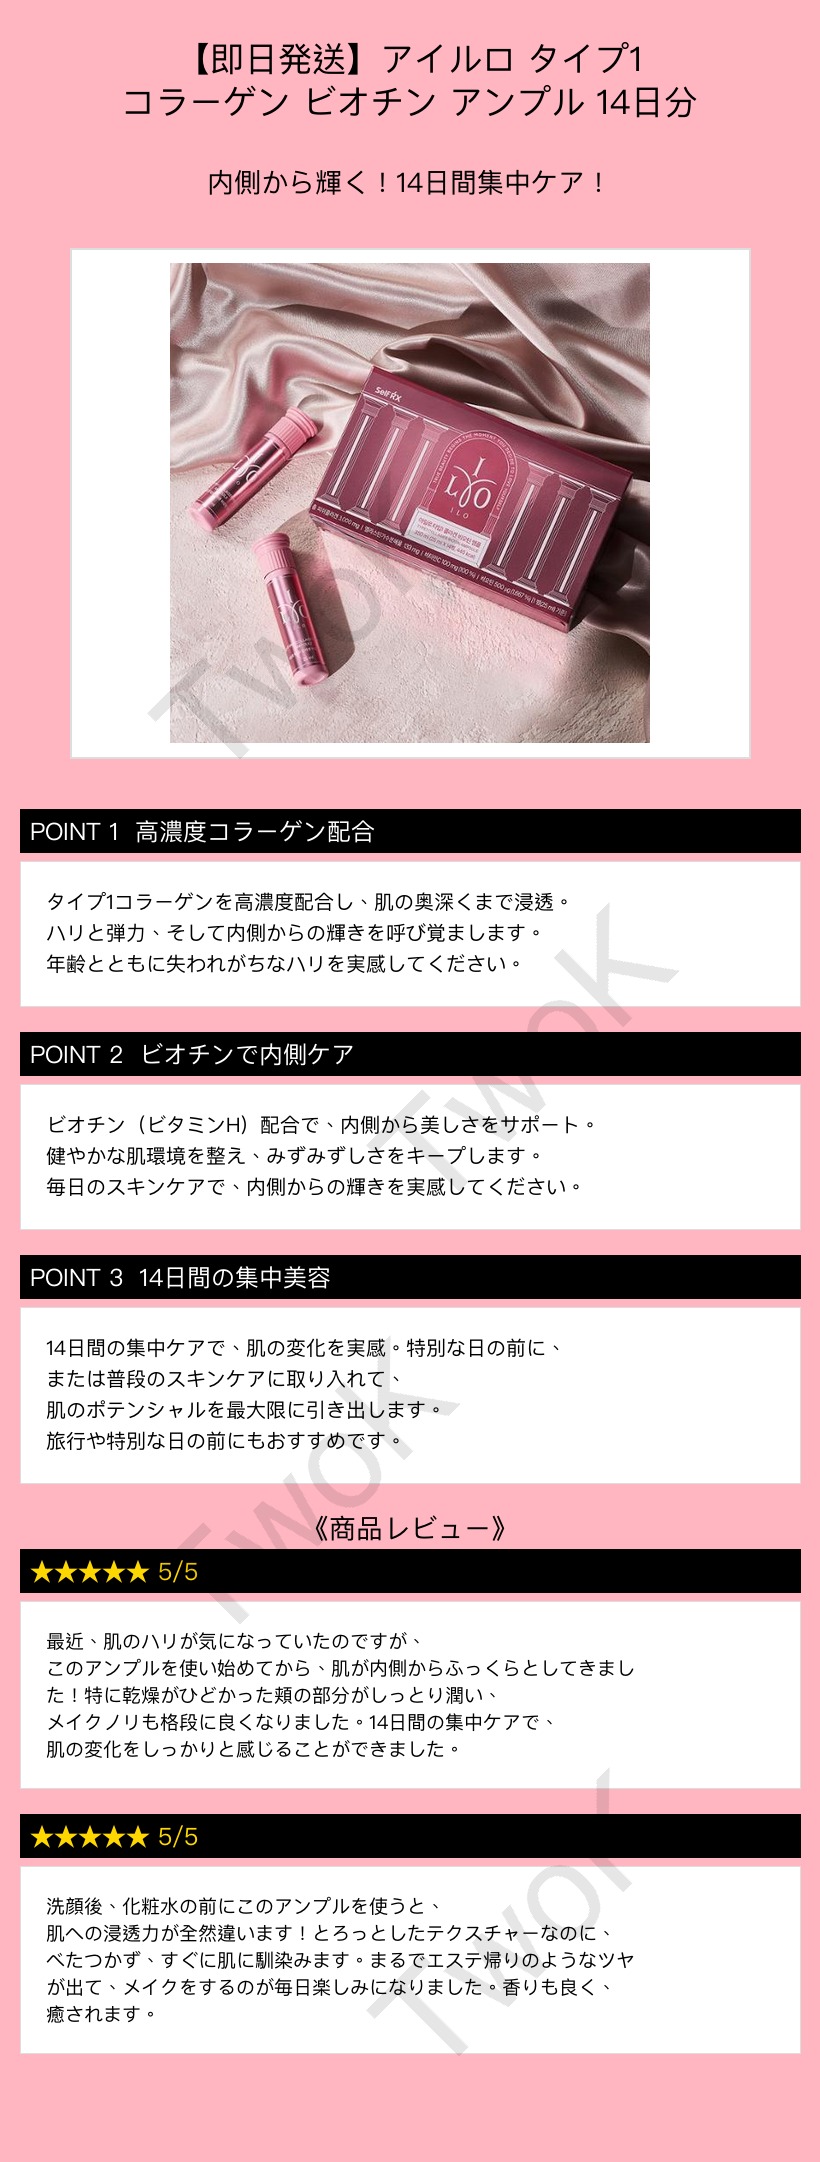 【即日発送】アイルロ タイプ1
コラーゲン ビオチン アンプル 14日分
内側から輝く！14日間集中ケア！
SelfRX
THE BEAUTY BEGINS THE MOMENT YOU DECIDE TO
ILO
ILO
ILO
ILO
POINT 1 高濃度コラーゲン配合
タイプ1コラーゲンを高濃度配合し、肌の奥深くまで浸透。
ハリと弾力、そして内側からの輝きを呼び覚まします。
年齢とともに失われがちなハリを実感してください。
POINT 2 ビオチンで内側ケア
ビオチン（ビタミンH）配合で、内側から美しさをサポート。
健やかな肌環境を整え、みずみずしさをキープします。
毎日のスキンケアで、内側からの輝きを実感してください。
POINT 3 14日間の集中美容
14日間の集中ケアで、肌の変化を実感。特別な日の前に、
または普段のスキンケアに取り入れて、
肌のポテンシャルを最大限に引き出します。
旅行や特別な日の前にもおすすめです。
《商品レビュー》
★★★★★ 5/5
最近、肌のハリが気になっていたのですが、
このアンプルを使い始めてから、肌が内側からふっくらとしてきまし
た！特に乾燥がひどかった頬の部分がしっとり潤い、
メイクノリも格段に良くなりました。14日間の集中ケアで、
肌の変化をしっかりと感じることができました。
★★★★★ 5/5
洗顔後、化粧水の前にこのアンプルを使うと、
肌への浸透力が全然違います！とろっとしたテクスチャーなのに、
べたつかず、すぐに肌に馴染みます。まるでエステ帰りのようなツヤ
が出て、メイクをするのが毎日楽しみになりました。香りも良く、
癒されます。
TwoK
TwoK
TwoK
TwoK